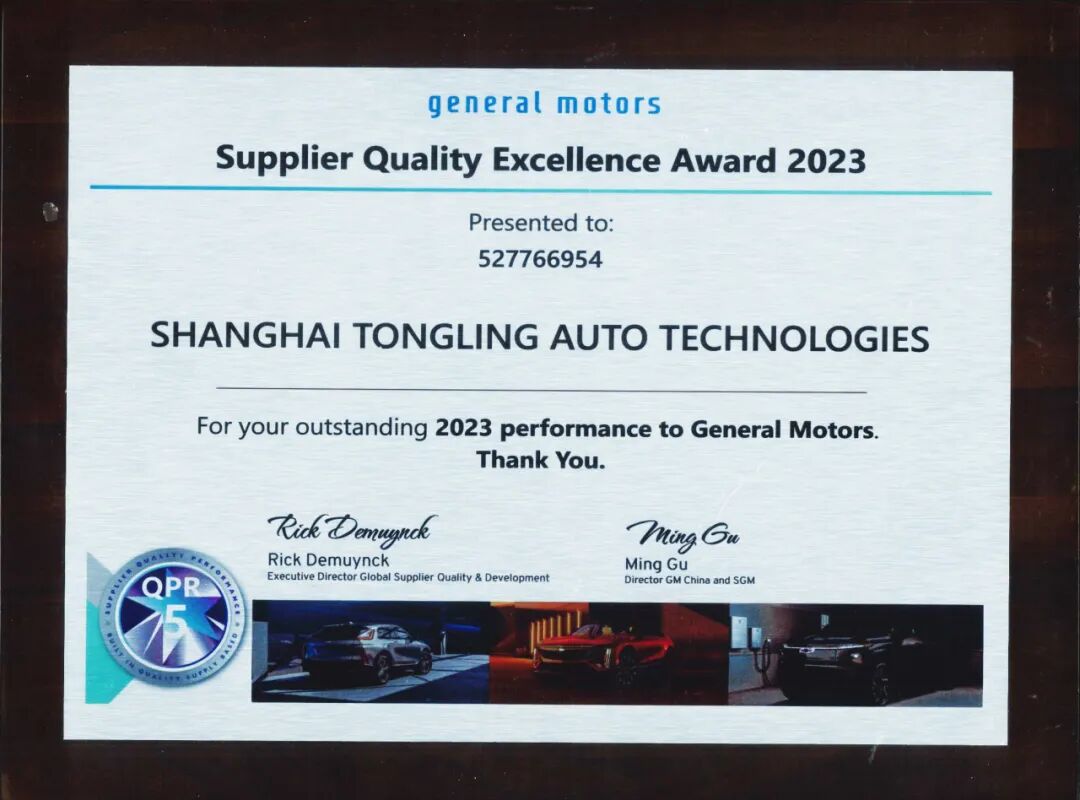 general motors
Supplier Quality Excellence Award 2023
Presented to:
527766954
SHANGHAI TONGLING AUTO TECHNOLOGIES
For your outstanding 2023 performance to General Motors.
Thank You.
Rick Demuynck
Rick Demuynck
Executive Director Global Supplier Quality & Development
Ming Gu
Ming Gu
Director GM China and SGM
SUPPLIER QUALITY PERFORMANCE
QPR
5
BUILT-IN QUALITY SUPPLY BASED